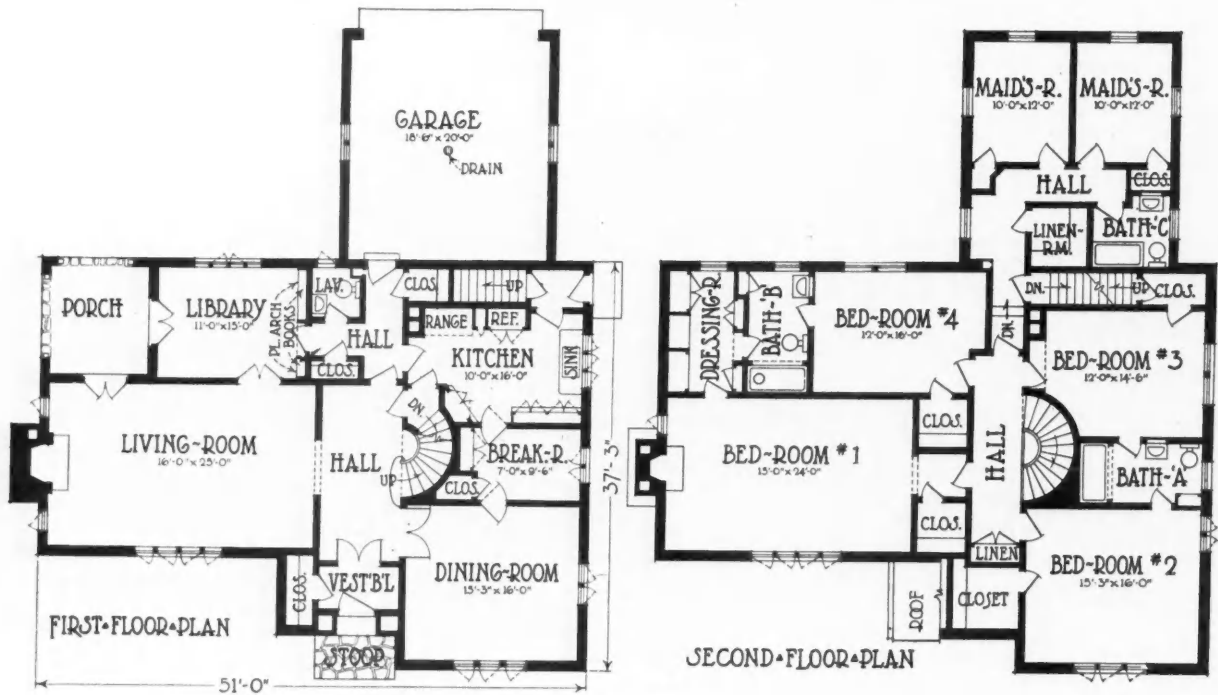 GARAGE
18'-6" x 20'-0"
DRAIN
PORCH
LIBRARY
11'-0" x 15'-0"
PL. ARCH
BOOKS
LAV.
CLOS.
UP
HALL
CLOS.
RANGE
REF.
KITCHEN
10'-0" x 16'-0"
SINK
LIVING~ROOM
16'-0" x 25'-0"
HALL
DN.
UP
BREAK~R.
7'-0" x 9'-6"
CLOS.
37'-3"
DINING~ROOM
15'-3" x 16'-0"
VEST'B'L
CLOS.
STOOP
FIRST FLOOR PLAN
51'-0"
MAID'S~R.
10'-0" x 12'-0"
MAID'S~R.
10'-0" x 12'-0"
HALL
CLOS.
LINEN~
R.M.
BATH~'C'
DN.
UP
CLOS.
DN.
DRESSING~R.
BATH~'B'
BED~ROOM #4
12'-0" x 16'-0"
BED~ROOM #3
12'-0" x 14'-6"
BED~ROOM #1
15'-0" x 24'-0"
CLOS.
CLOS.
HALL
BATH~'A'
LINEN
BED~ROOM #2
15'-3" x 16'-0"
CLOSET
ROOF
SECOND FLOOR PLAN